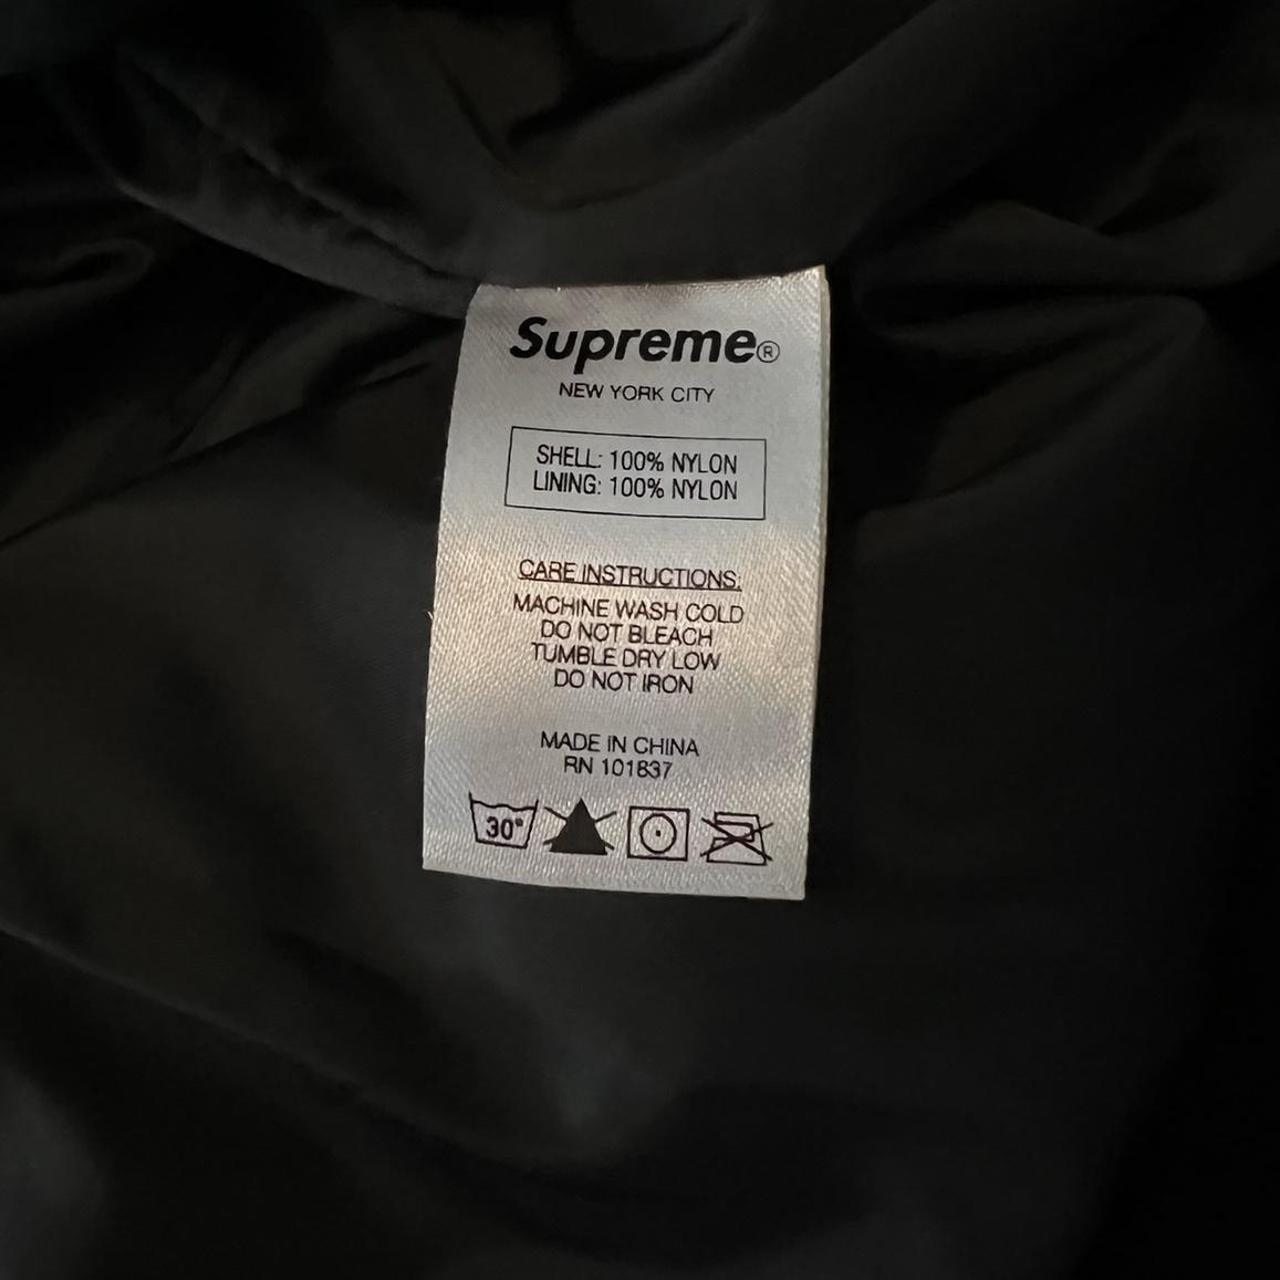 Supreme®
NEW YORK CITY
SHELL: 100% NYLON
LINING: 100% NYLON
CARE INSTRUCTIONS:
MACHINE WASH COLD
DO NOT BLEACH
TUMBLE DRY LOW
DO NOT IRON
MADE IN CHINA
RN 101837
30°